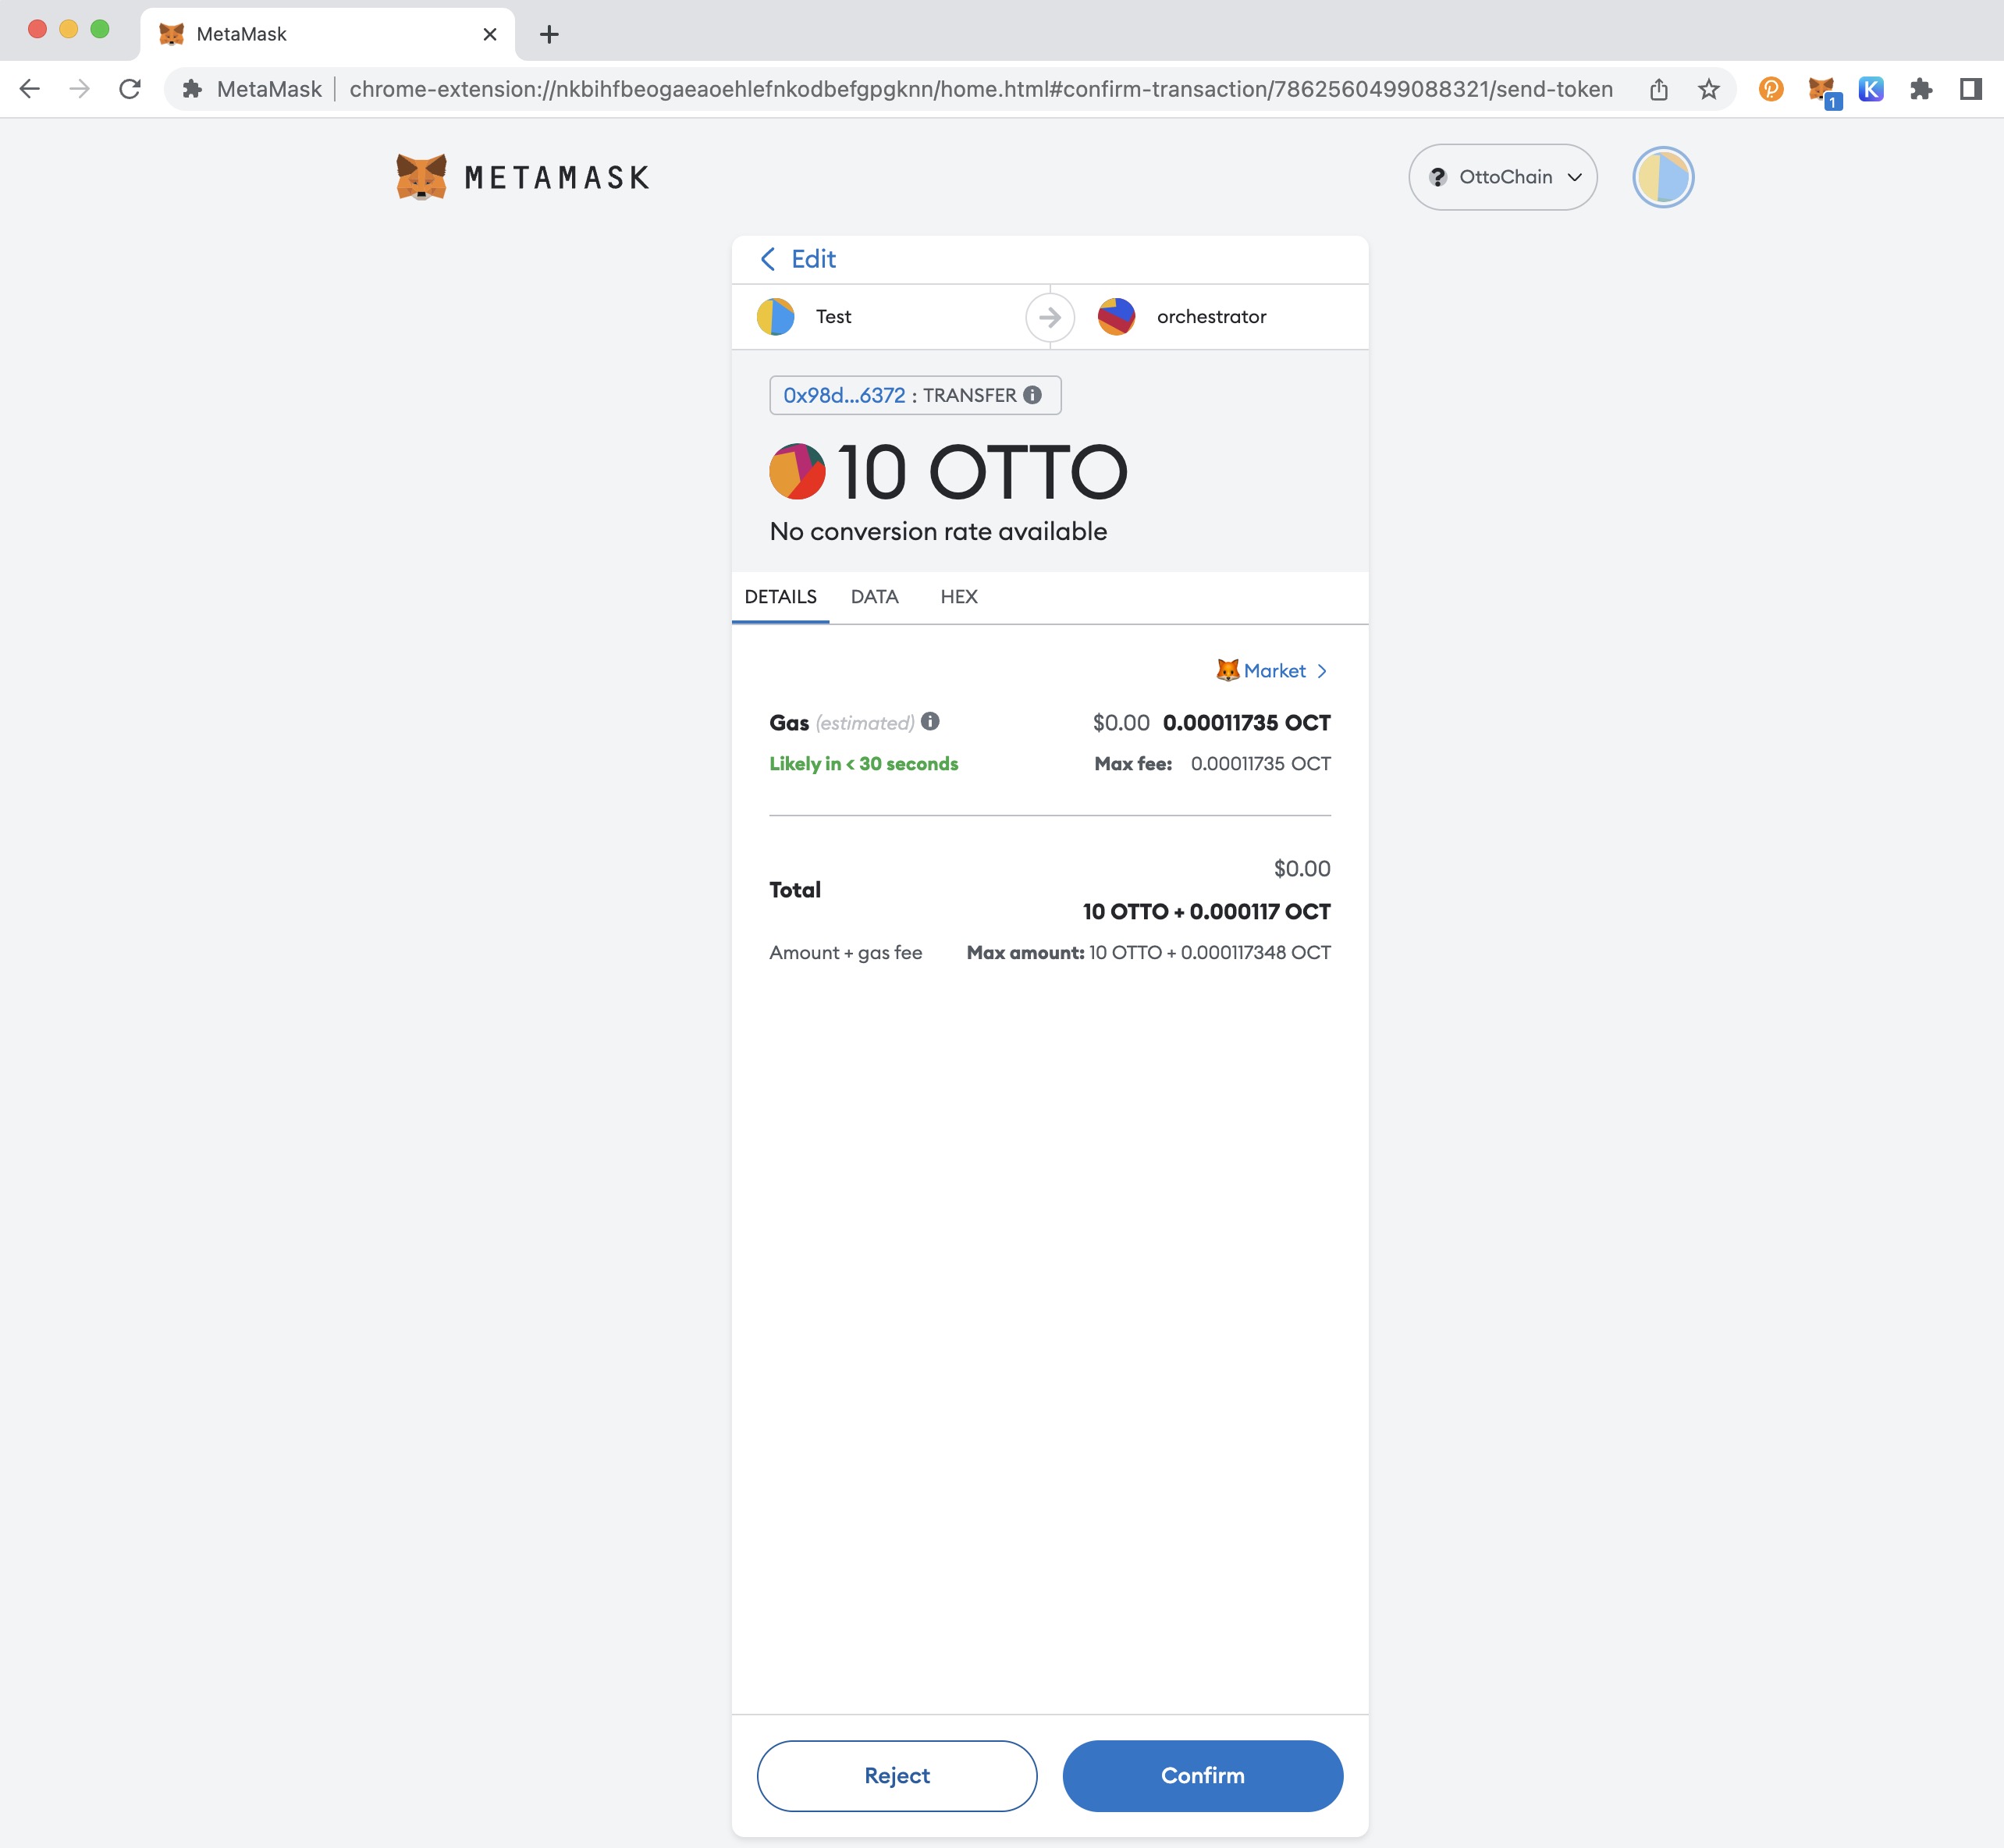 MetaMask
MetaMask | chrome-extension://nkbihfbeogaeaoehlefnkodbefgpgknn/home.html#confirm-transaction/7862560499088321/send-token
1
K
METAMASK
? OttoChain
Edit
Test
orchestrator
0x98d...6372 : TRANSFER
10 OTTO
No conversion rate available
DETAILS DATA HEX
Market
Gas (estimated) $0.00 0.00011735 OCT
Likely in < 30 seconds Max fee: 0.00011735 OCT
$0.00
Total
10 OTTO + 0.000117 OCT
Amount + gas fee Max amount: 10 OTTO + 0.000117348 OCT
Reject Confirm